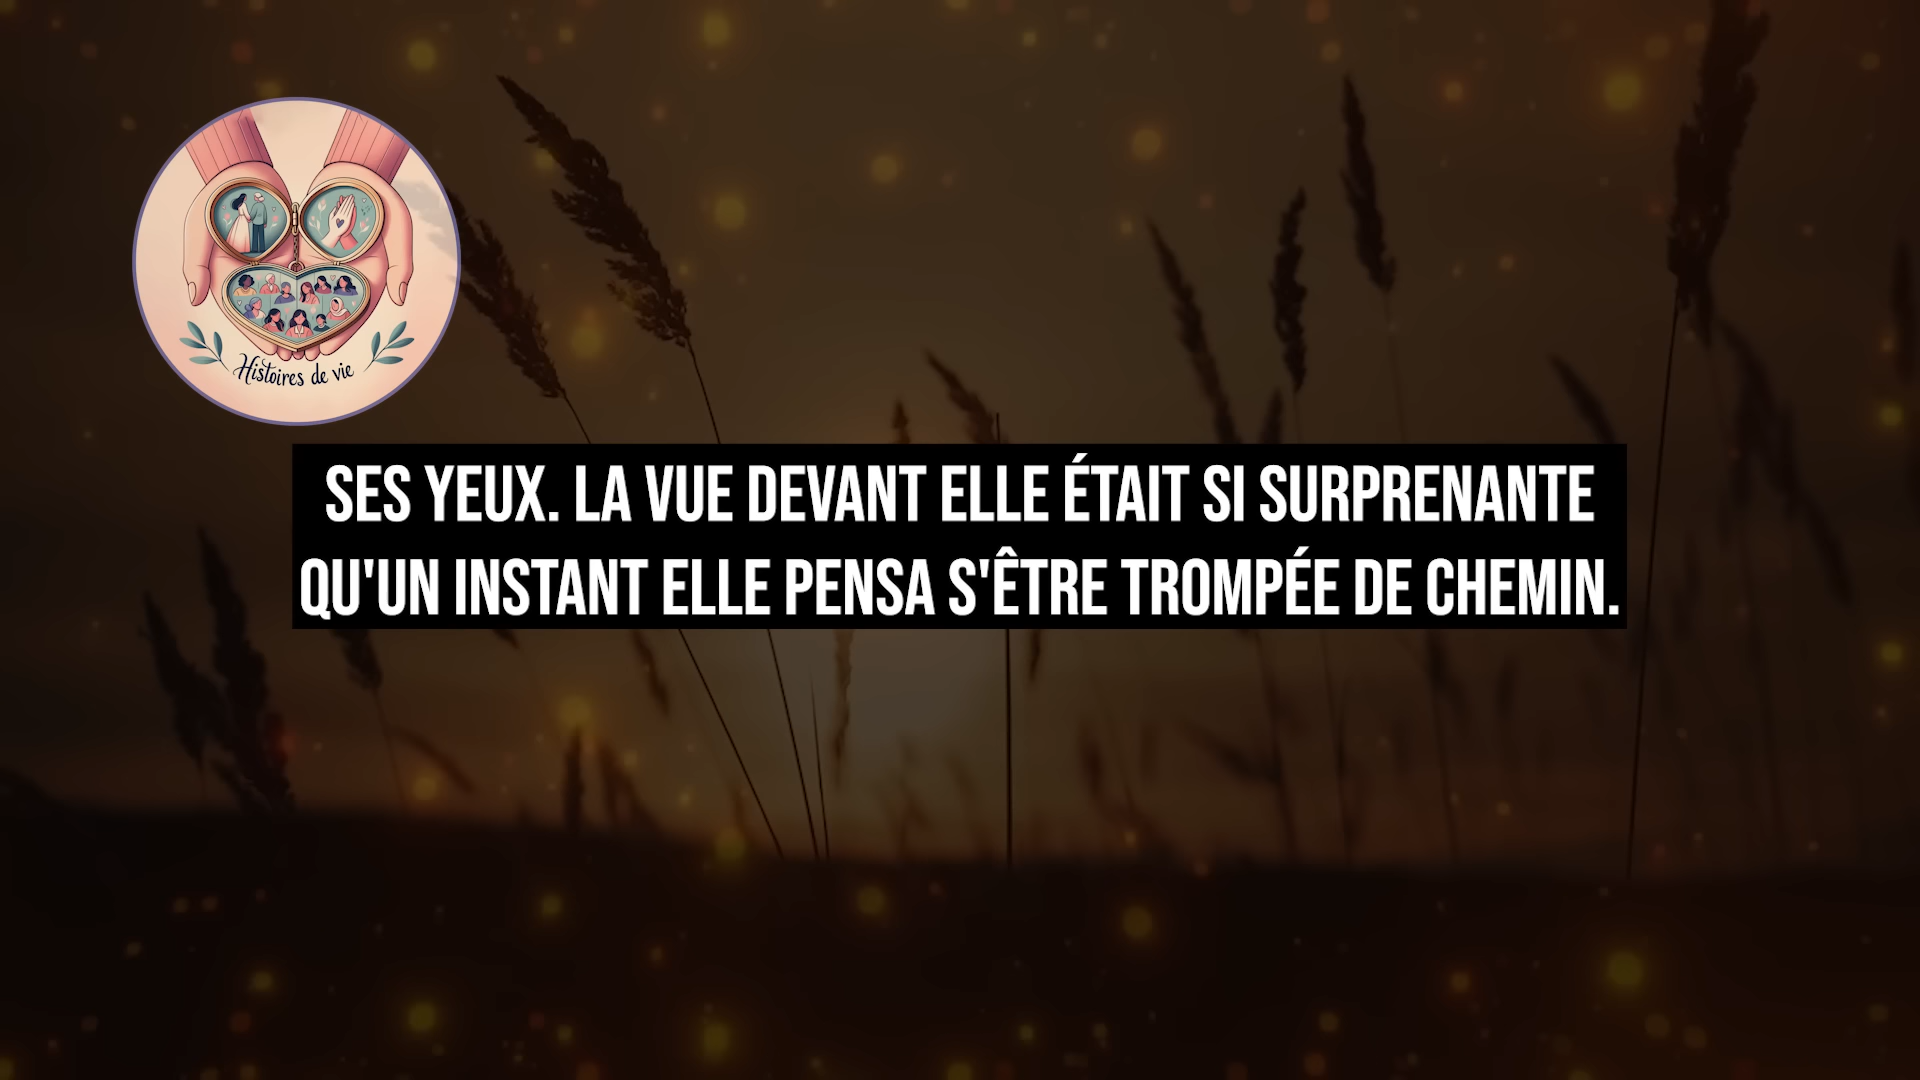 Histoires de vie
SES YEUX. LA VUE DEVANT ELLE ÉTAIT SI SURPRENANTE
QU'UN INSTANT ELLE PENSA S'ÊTRE TROMPÉE DE CHEMIN.